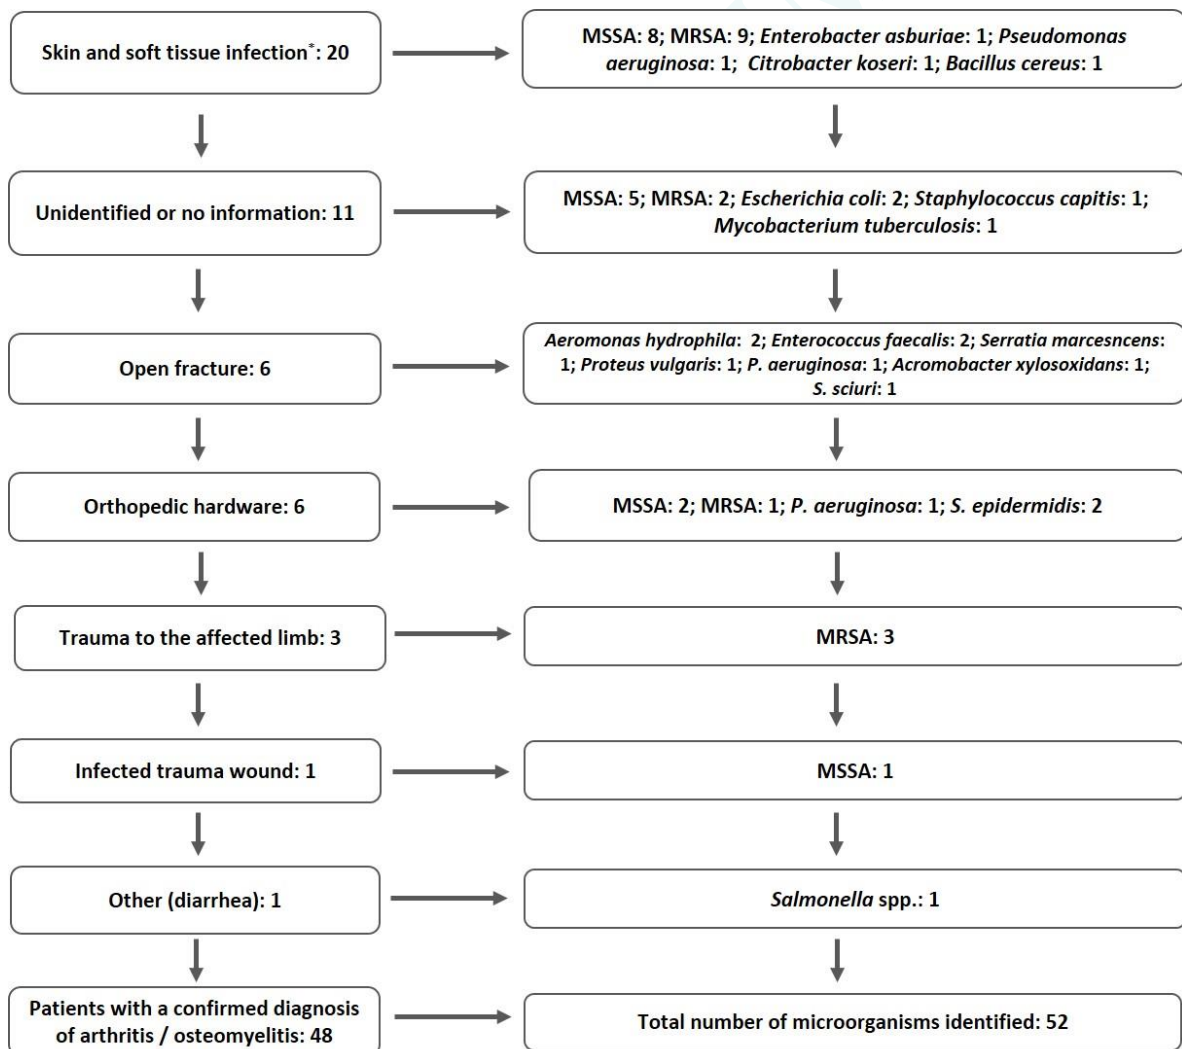 Skin and soft tissue infection*: 20
MSSA: 8; MRSA: 9; Enterobacter asburiae: 1; Pseudomonas
aeruginosa: 1; Citrobacter koseri: 1; Bacillus cereus: 1
Unidentified or no information: 11
MSSA: 5; MRSA: 2; Escherichia coli: 2; Staphylococcus capitis: 1;
Mycobacterium tuberculosis: 1
Open fracture: 6
Aeromonas hydrophila: 2; Enterococcus faecalis: 2; Serratia marcesncens:
1; Proteus vulgaris: 1; P. aeruginosa: 1; Acromobacter xylosoxidans: 1;
S. sciuri: 1
Orthopedic hardware: 6
MSSA: 2; MRSA: 1; P. aeruginosa: 1; S. epidermidis: 2
Trauma to the affected limb: 3
MRSA: 3
Infected trauma wound: 1
MSSA: 1
Other (diarrhea): 1
Salmonella spp.: 1
Patients with a confirmed diagnosis
of arthritis / osteomyelitis: 48
Total number of microorganisms identified: 52